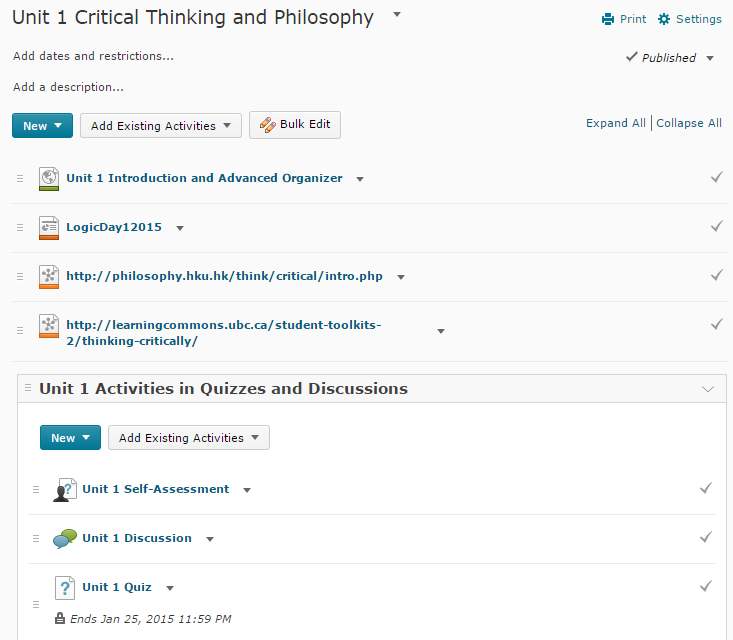 Unit 1 Critical Thinking and Philosophy
Print Settings
Add dates and restrictions...
Published
Add a description...
New Add Existing Activities Bulk Edit
Expand All Collapse All
Unit 1 Introduction and Advanced Organizer
LogicDay12015
http://philosophy.hku.hk/think/critical/intro.php
http://learningcommons.ubc.ca/student-toolkits-
2/thinking-critically/
Unit 1 Activities in Quizzes and Discussions
New Add Existing Activities
Unit 1 Self-Assessment
Unit 1 Discussion
Unit 1 Quiz
Ends Jan 25, 2015 11:59 PM